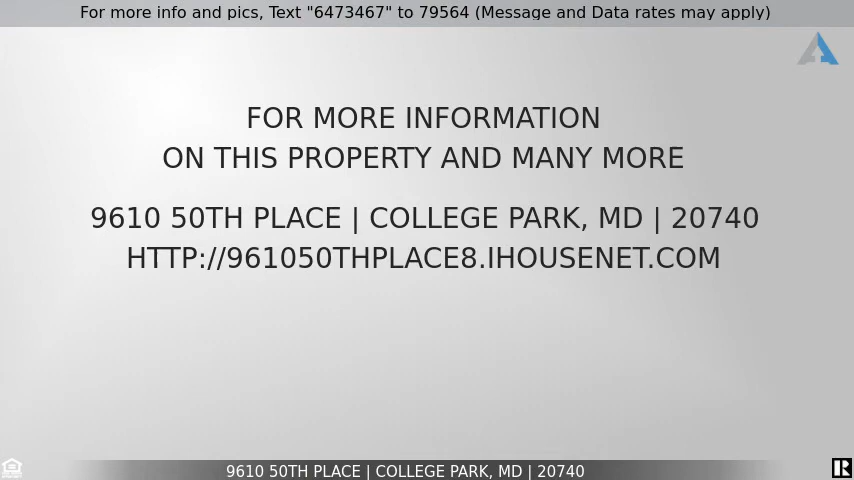 For more info and pics, Text "6473467" to 79564 (Message and Data rates may apply)
FOR MORE INFORMATION
ON THIS PROPERTY AND MANY MORE
9610 50TH PLACE | COLLEGE PARK, MD | 20740
HTTP://961050THPLACE8.IHOUSENET.COM
9610 50TH PLACE | COLLEGE PARK, MD | 20740